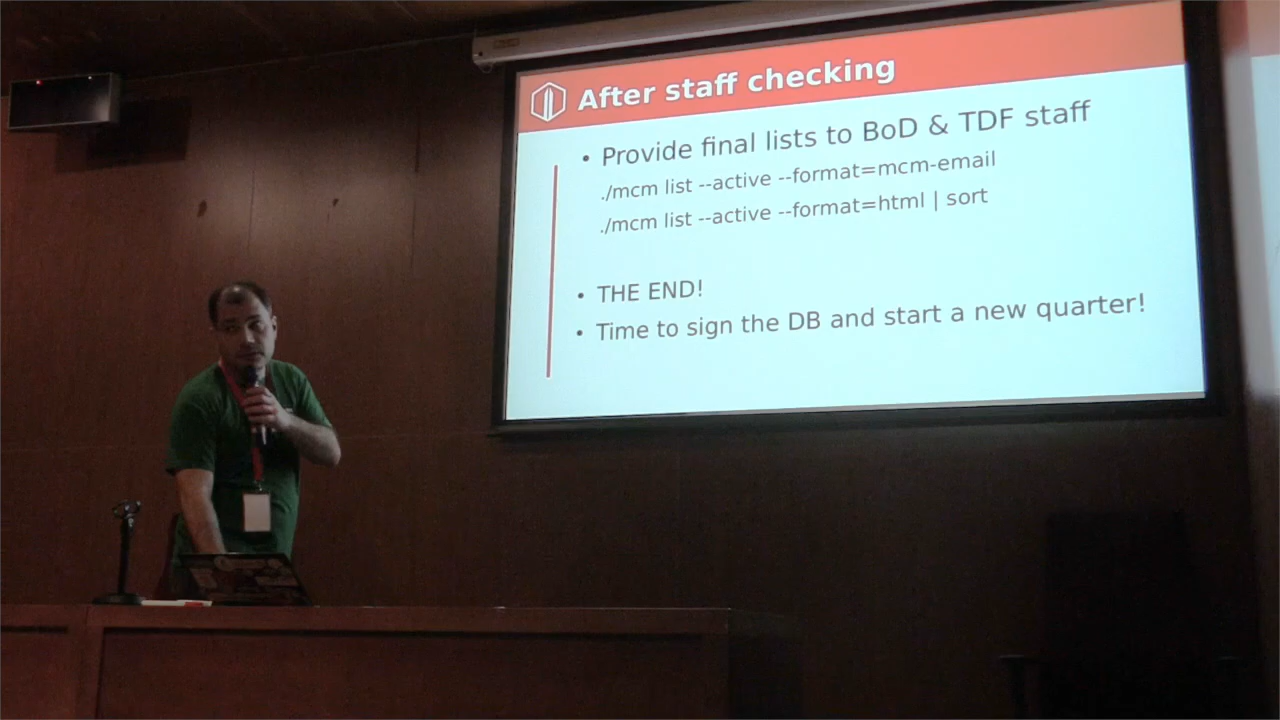 After staff checking
• Provide final lists to BoD & TDF staff
./mcm list --active --format=mcm-email
./mcm list --active --format=html | sort
• THE END!
• Time to sign the DB and start a new quarter!